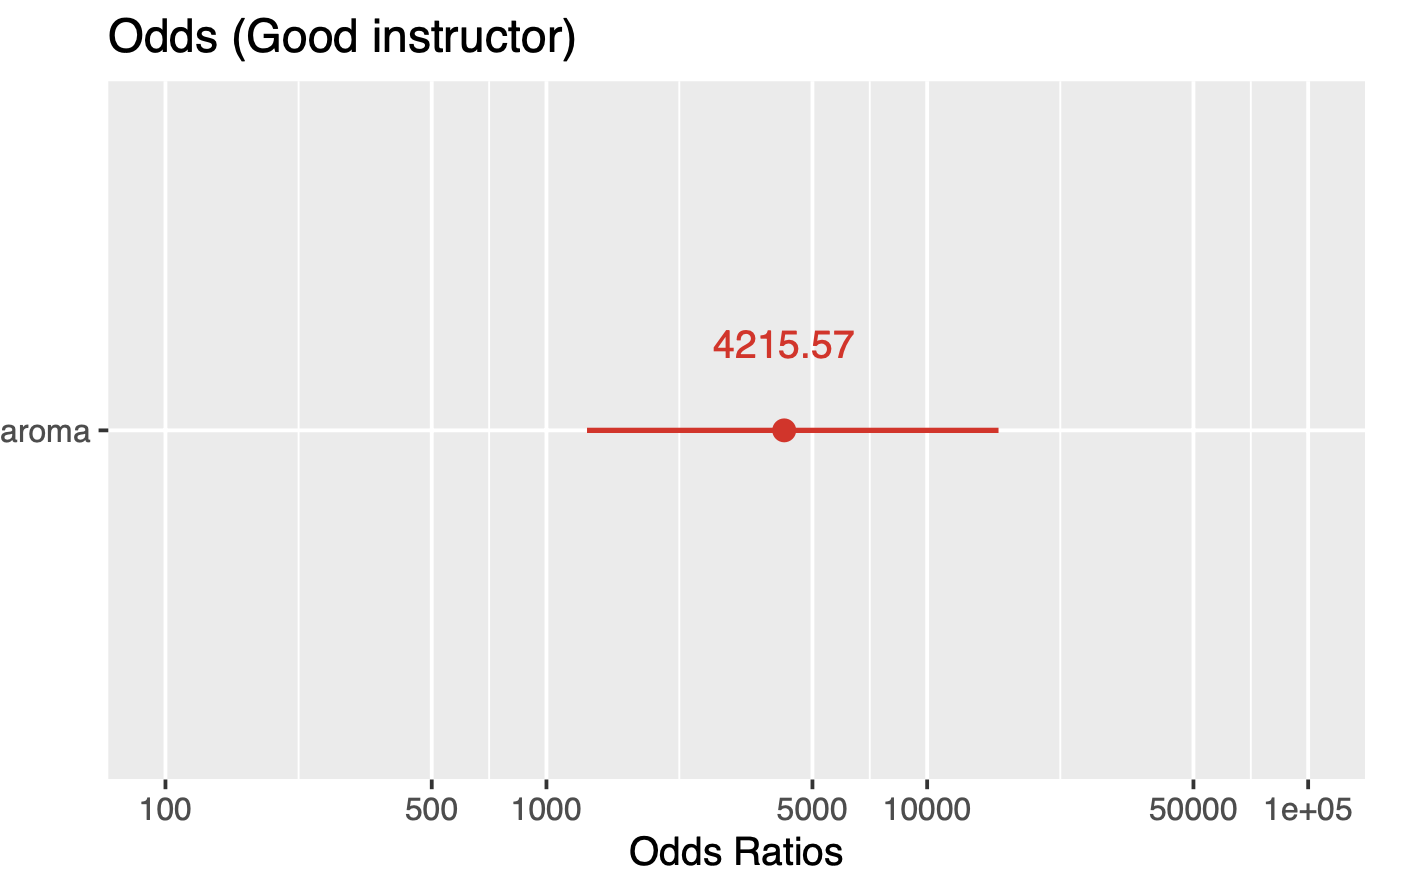 Odds (Good instructor)
4215.57
aroma
100 500 1000 5000 10000 50000 1e+05
Odds Ratios